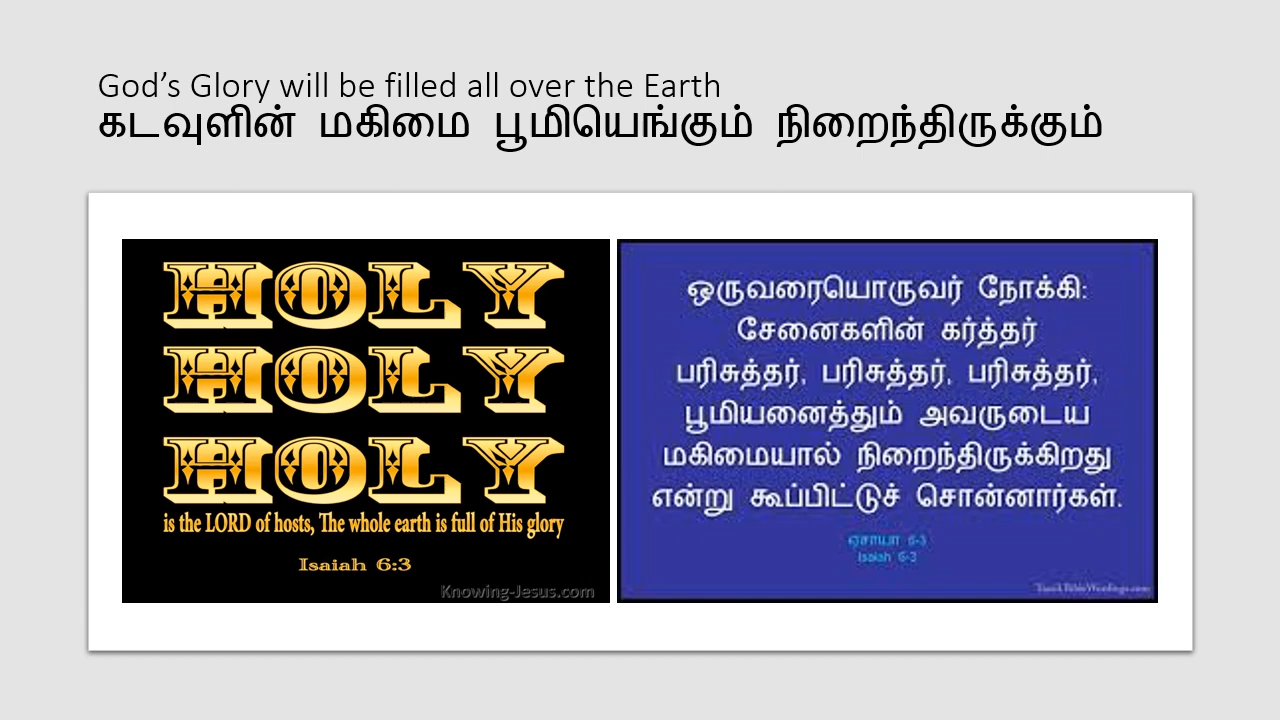 God’s Glory will be filled all over the Earth
கடவுளின் மகிமை பூமியெங்கும் நிறைந்திருக்கும்
HOLY
HOLY
HOLY
is the LORD of hosts, The whole earth is full of His glory
Isaiah 6:3
Knowing-Jesus.com
ஒருவரையொருவர் நோக்கி:
சேனைகளின் கர்த்தர்
பரிசுத்தர், பரிசுத்தர், பரிசுத்தர்,
பூமியனைத்தும் அவருடைய
மகிமையால் நிறைந்திருக்கிறது
என்று கூப்பிட்டுச் சொன்னார்கள்.
ஏசாயா 6-3
Isaiah 6-3